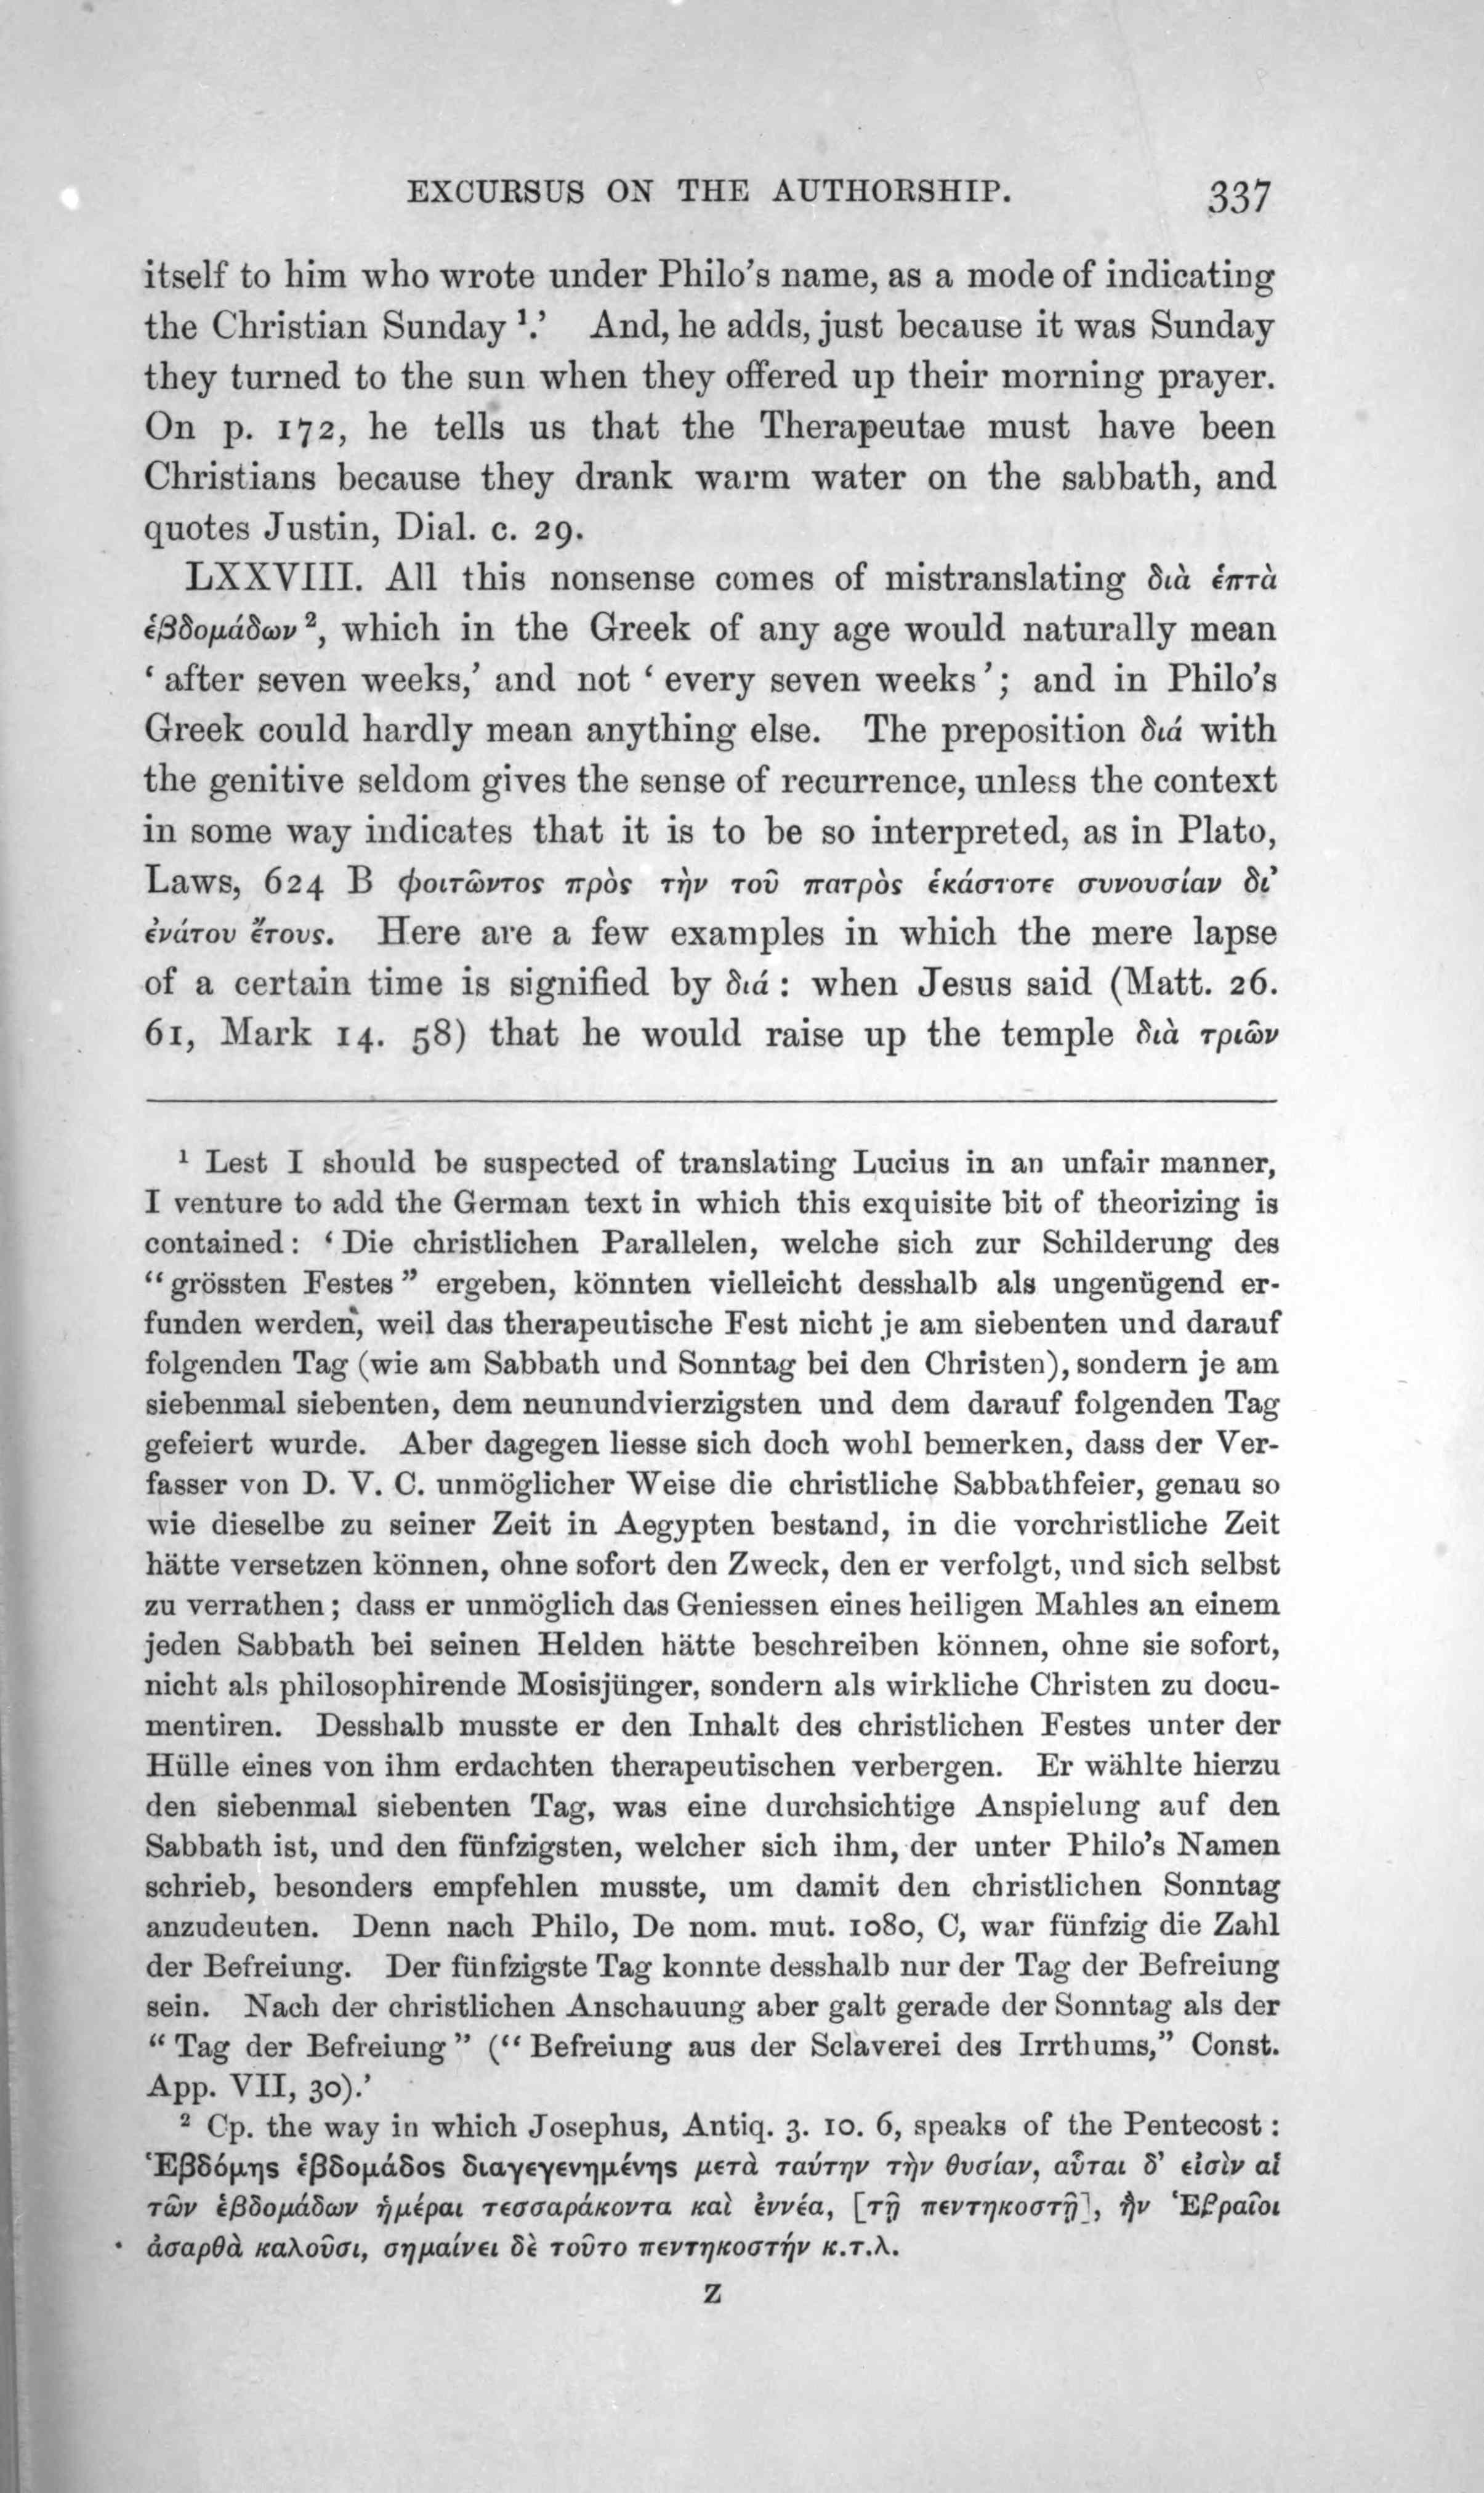 EXCURSUS ON THE AUTHORSHIP. 337
itself to him who wrote under Philo's name, as a mode of indicating
the Christian Sunday ¹.' And, he adds, just because it was Sunday
they turned to the sun when they offered up their morning prayer.
On p. 172, he tells us that the Therapeutae must have been
Christians because they drank warm water on the sabbath, and
quotes Justin, Dial. c. 29.
LXXVIII. All this nonsense comes of mistranslating διὰ ἑπτὰ
ἑβδομάδων ², which in the Greek of any age would naturally mean
‘ after seven weeks,’ and not ‘ every seven weeks ’; and in Philo's
Greek could hardly mean anything else. The preposition διά with
the genitive seldom gives the sense of recurrence, unless the context
in some way indicates that it is to be so interpreted, as in Plato,
Laws, 624 B φοιτῶντος πρὸς τὴν τοῦ πατρὸς ἑκάστοτε συνουσίαν δι’
ἐνάτου ἔτους. Here are a few examples in which the mere lapse
of a certain time is signified by διά : when Jesus said (Matt. 26.
61, Mark 14. 58) that he would raise up the temple διὰ τριῶν
¹ Lest I should be suspected of translating Lucius in an unfair manner,
I venture to add the German text in which this exquisite bit of theorizing is
contained: ‘ Die christlichen Parallelen, welche sich zur Schilderung des
“ grössten Festes ” ergeben, könnten vielleicht desshalb als ungenügend er-
funden werden, weil das therapeutische Fest nicht je am siebenten und darauf
folgenden Tag (wie am Sabbath und Sonntag bei den Christen), sondern je am
siebenmal siebenten, dem neunundvierzigsten und dem darauf folgenden Tag
gefeiert wurde. Aber dagegen liesse sich doch wohl bemerken, dass der Ver-
fasser von D. V. C. unmöglicher Weise die christliche Sabbathfeier, genau so
wie dieselbe zu seiner Zeit in Aegypten bestand, in die vorchristliche Zeit
hätte versetzen können, ohne sofort den Zweck, den er verfolgt, und sich selbst
zu verrathen; dass er unmöglich das Geniessen eines heiligen Mahles an einem
jeden Sabbath bei seinen Helden hätte beschreiben können, ohne sie sofort,
nicht als philosophirende Mosisjünger, sondern als wirkliche Christen zu docu-
mentiren. Desshalb musste er den Inhalt des christlichen Festes unter der
Hülle eines von ihm erdachten therapeutischen verbergen. Er wählte hierzu
den siebenmal siebenten Tag, was eine durchsichtige Anspielung auf den
Sabbath ist, und den fünfzigsten, welcher sich ihm, der unter Philo's Namen
schrieb, besonders empfehlen musste, um damit den christlichen Sonntag
anzudeuten. Denn nach Philo, De nom. mut. 1080, C, war fünfzig die Zahl
der Befreiung. Der fünfzigste Tag konnte desshalb nur der Tag der Befreiung
sein. Nach der christlichen Anschauung aber galt gerade der Sonntag als der
“ Tag der Befreiung ” (“ Befreiung aus der Sclaverei des Irrthums,” Const.
App. VII, 30).’
² Cp. the way in which Josephus, Antiq. 3. 10. 6, speaks of the Pentecost:
Ἑβδόμης ἑβδομάδος διαγεγενημένης μετὰ ταύτην τὴν θυσίαν, αὗται δ’ εἰσὶν αἱ
τῶν ἑβδομάδων ἡμέραι τεσσαράκοντα καὶ ἐννέα, [τῇ πεντηκοστῇ], ἣν Ἑβραῖοι
ἀσαρθὰ καλοῦσι, σημαίνει δὲ τοῦτο πεντηκοστήν κ.τ.λ.
Z